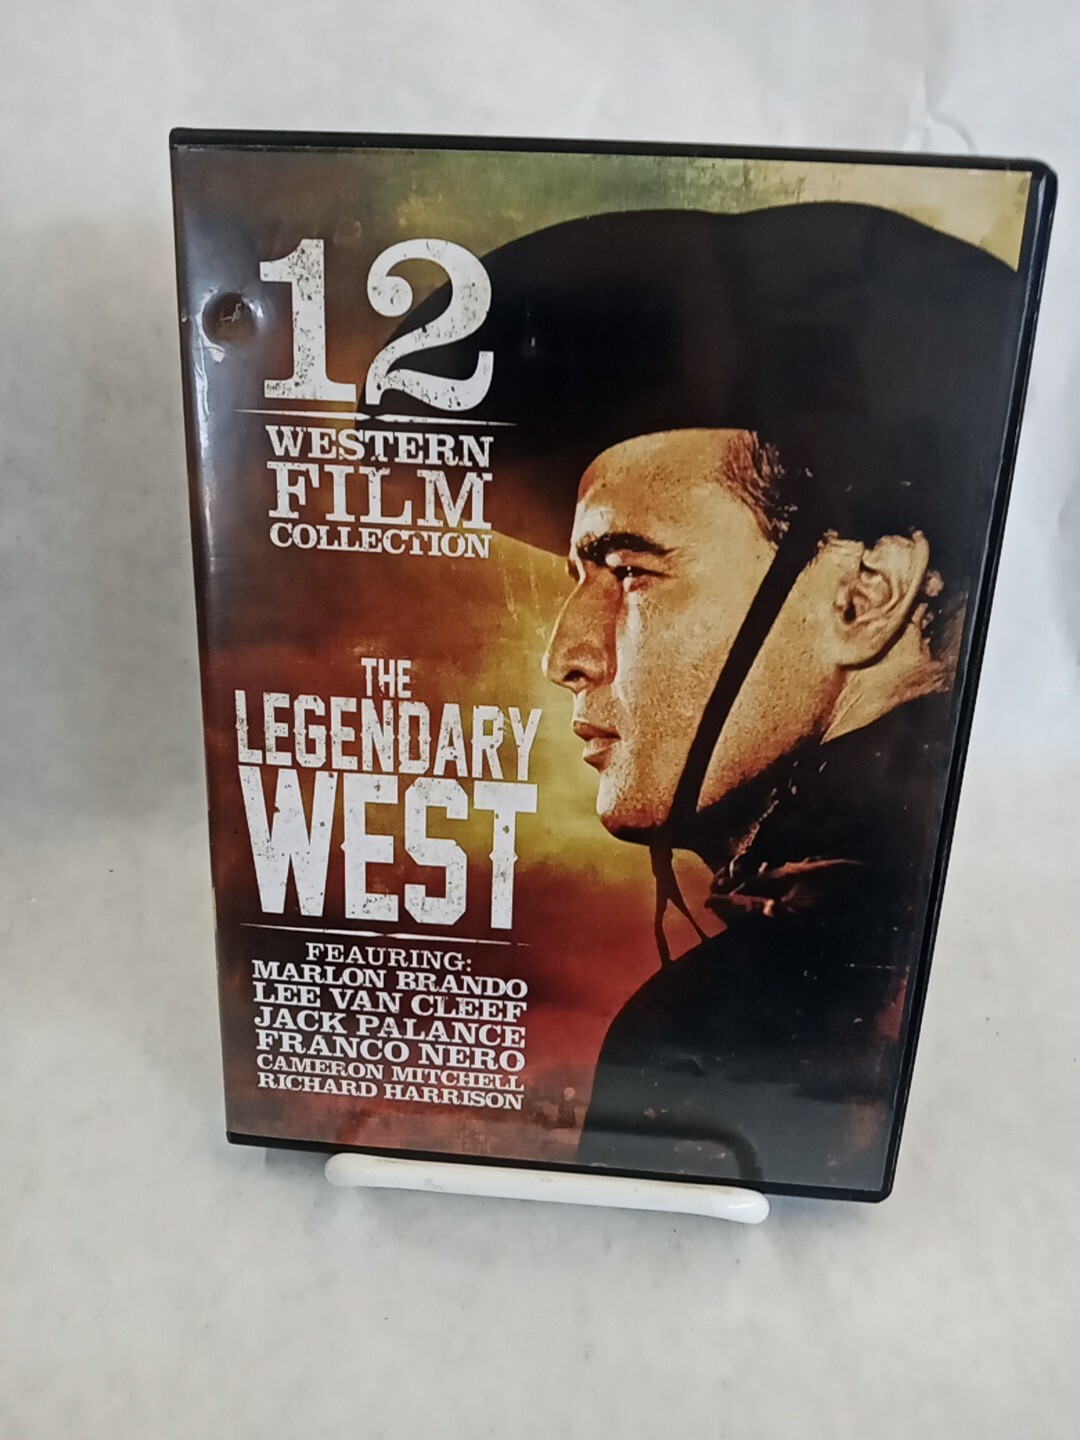 12
WESTERN
FILM
COLLECTION
THE
LEGENDARY
WEST
FEAURING:
MARLON BRANDO
LEE VAN CLEEF
JACK PALANCE
FRANCO NERO
CAMERON MITCHELL
RICHARD HARRISON